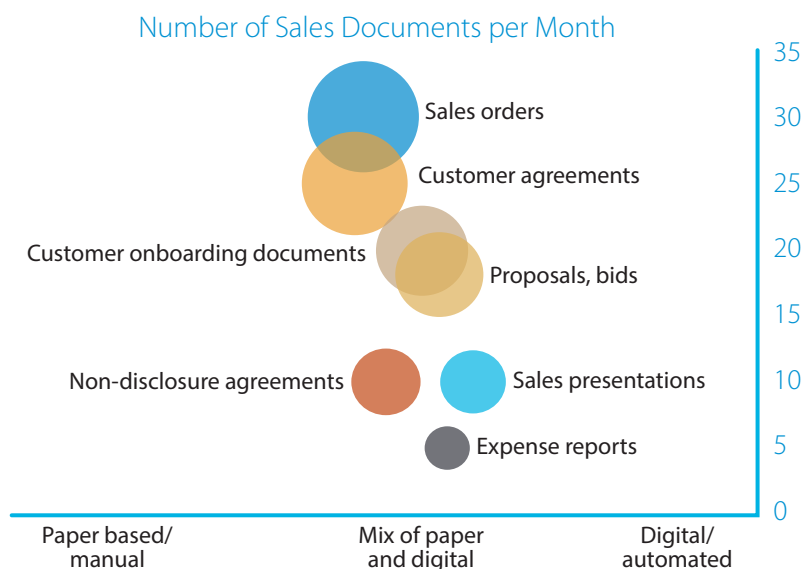 Number of Sales Documents per Month
35
Sales orders
30
Customer agreements
25
Customer onboarding documents
20
Proposals, bids
15
Non-disclosure agreements
Sales presentations
10
Expense reports
5
0
Paper based/
manual
Mix of paper
and digital
Digital/
automated